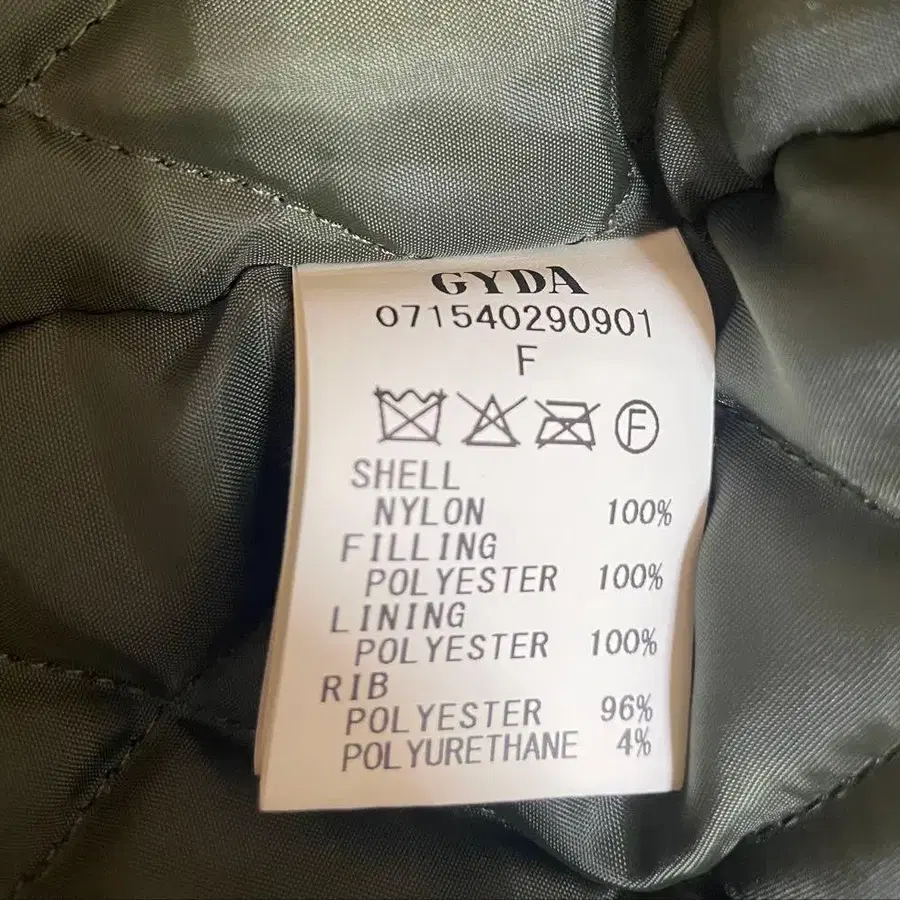 GYDA
071540290901
F
F
SHELL
NYLON 100%
FILLING
POLYESTER 100%
LINING
POLYESTER 100%
RIB
POLYESTER 96%
POLYURETHANE 4%